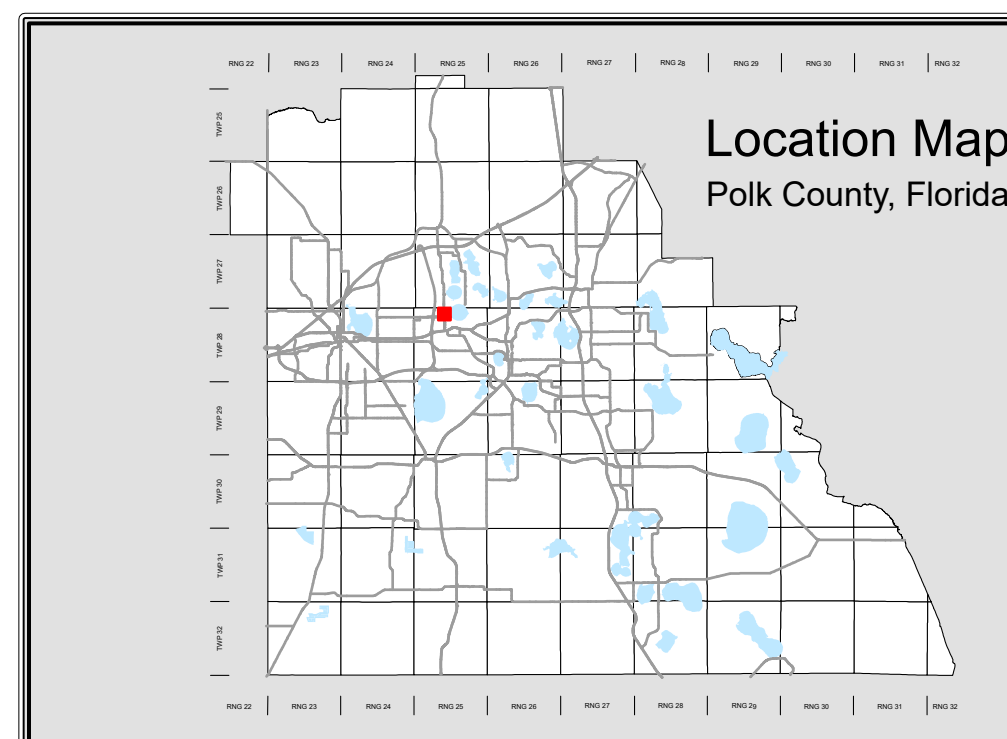 RNG 22 RNG 23 RNG 24 RNG 25 RNG 26 RNG 27 RNG 28 RNG 29 RNG 30 RNG 31 RNG 32
Location Map
Polk County, Florida
TWP 25
TWP 26
TWP 27
TWP 28
TWP 29
TWP 30
TWP 31
TWP 32
RNG 22 RNG 23 RNG 24 RNG 25 RNG 26 RNG 27 RNG 28 RNG 29 RNG 30 RNG 31 RNG 32